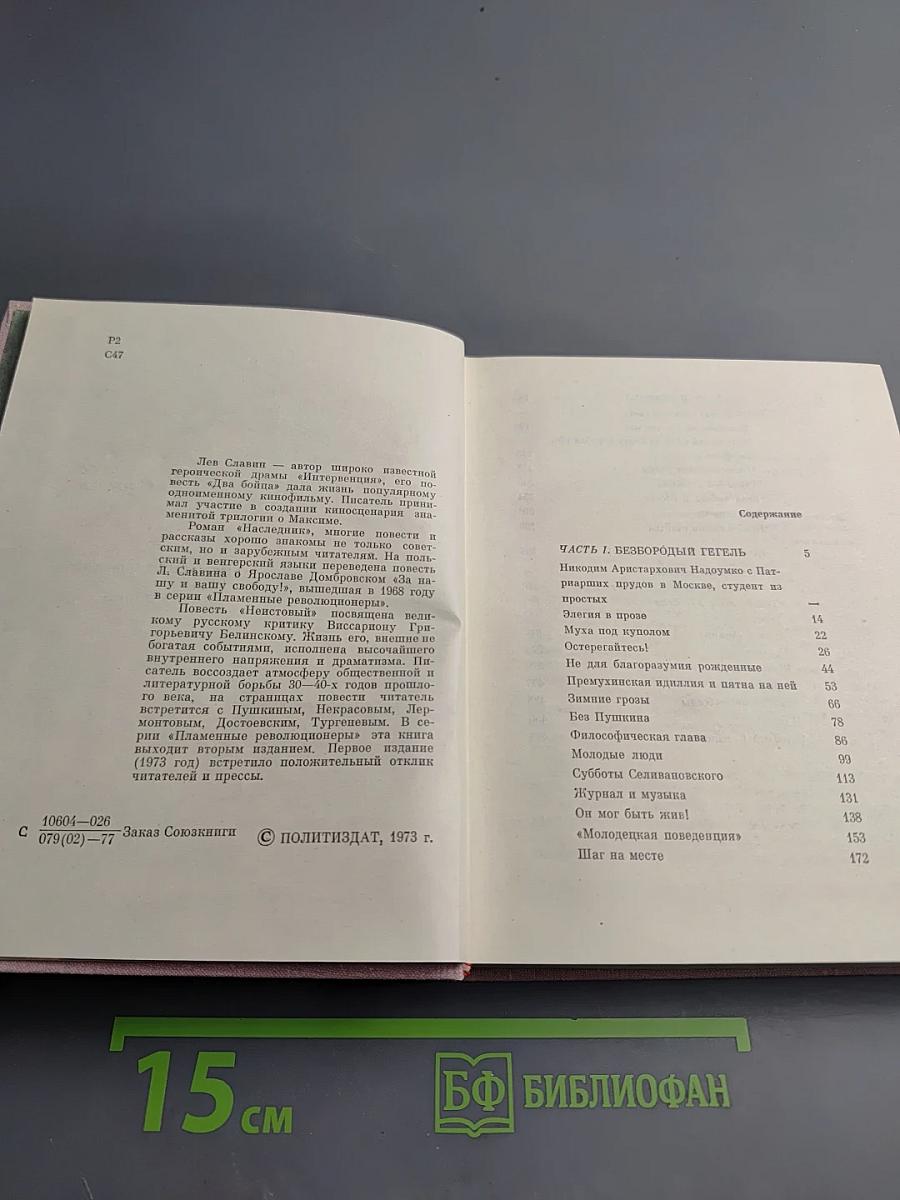 Р2
С47
Лев Славин — автор широко известной
героической драмы «Интервенция», его по-
весть «Два бойца» дала жизнь популярному
одноименному кинофильму. Писатель прини-
мал участие в создании киносценария зна-
менитой трилогии о Максиме.
Роман «Наследник», многие повести и
рассказы хорошо знакомы не только совет-
ским, но и зарубежным читателям. На поль-
ский и венгерский языки переведена повесть
Л. Славина о Ярославе Домбровском «За на-
шу и вашу свободу!», вышедшая в 1968 году
в серии «Пламенные революционеры».
Повесть «Неистовый» посвящена вели-
кому русскому критику Виссариону Гри-
горьевичу Белинскому. Жизнь его, внешне не
богатая событиями, исполнена высочайшего
внутреннего напряжения и драматизма. Пи-
сатель воссоздает атмосферу общественной и
литературной борьбы 30—40-х годов прошло-
го века, на страницах повести читатель
встретится с Пушкиным, Некрасовым, Лер-
монтовым, Достоевским, Тургеневым. В се-
рии «Пламенные революционеры» эта книга
выходит вторым изданием. Первое издание
(1973 год) встретило положительный отклик
читателей и прессы.
С 10604—026
079(02)—77 Заказ Союзкниги
© ПОЛИТИЗДАТ, 1973 г.
Содержание
ЧАСТЬ I. БЕЗБОРОДЫЙ ГЕГЕЛЬ 5
Никодим Аристархович Надоумко с Пат-
риарших прудов в Москве, студент из
простых —
Элегия в прозе 14
Муха под куполом 22
Остерегайтесь! 26
Не для благоразумия рожденные 44
Премухинская идиллия и пятна на ней 53
Зимние грозы 66
Без Пушкина 78
Философическая глава 86
Молодые люди 99
Субботы Селивановского 113
Журнал и музыка 131
Он мог быть жив! 138
«Молодецкая поведенция» 153
Шаг на месте 172
15 см
БФ БИБЛИОФАН